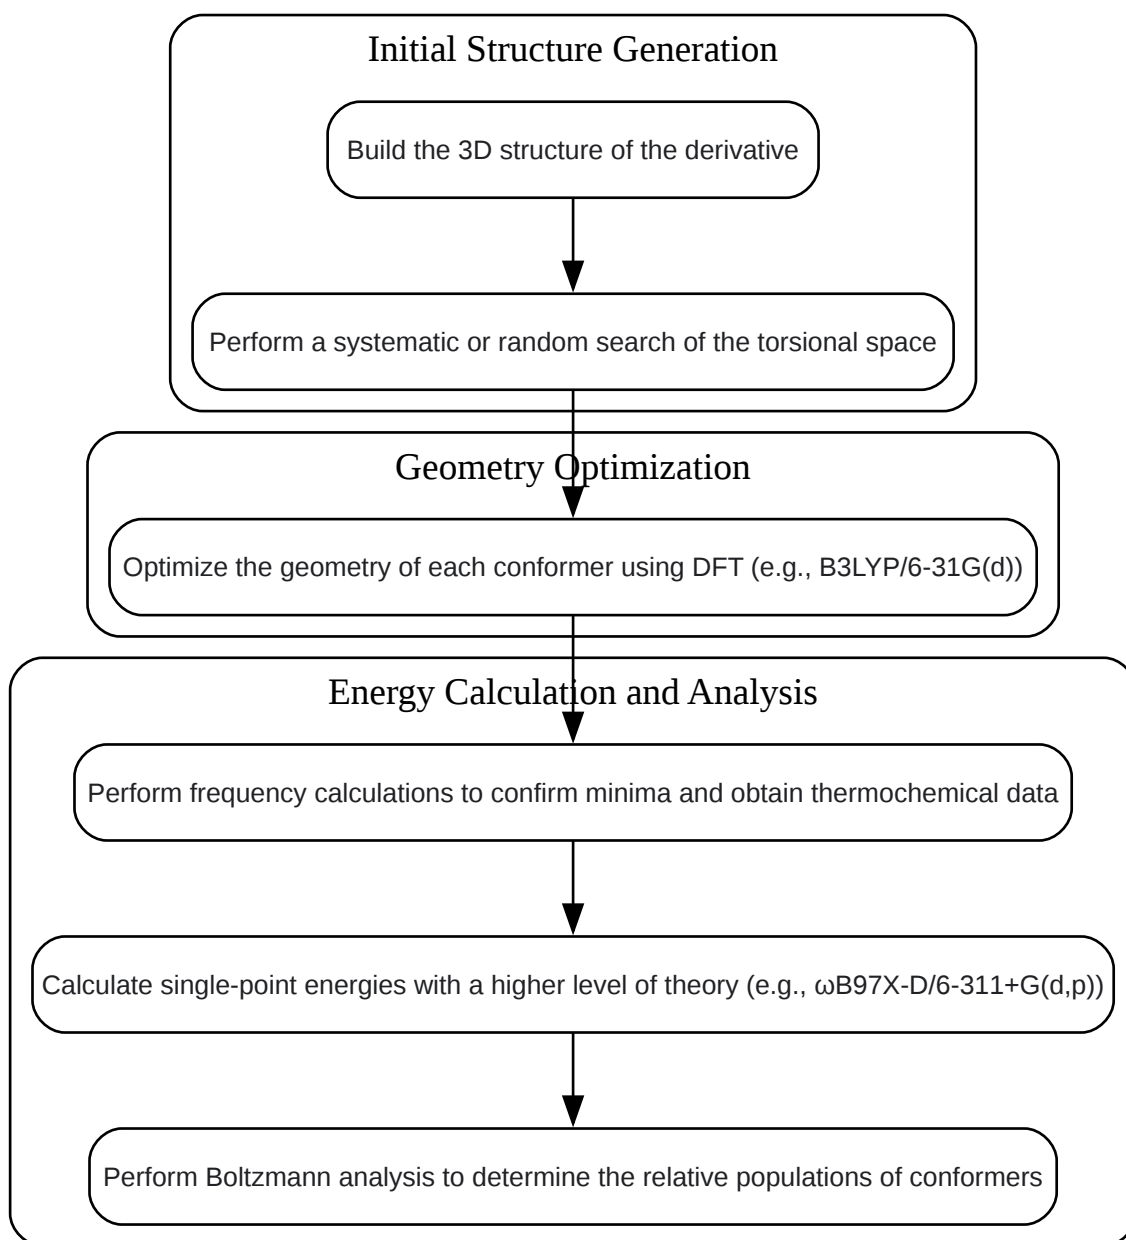 Initial Structure Generation
Build the 3D structure of the derivative
Perform a systematic or random search of the torsional space
Geometry Optimization
Optimize the geometry of each conformer using DFT (e.g., B3LYP/6-31G(d))
Energy Calculation and Analysis
Perform frequency calculations to confirm minima and obtain thermochemical data
Calculate single-point energies with a higher level of theory (e.g., ωB97X-D/6-311+G(d,p))
Perform Boltzmann analysis to determine the relative populations of conformers